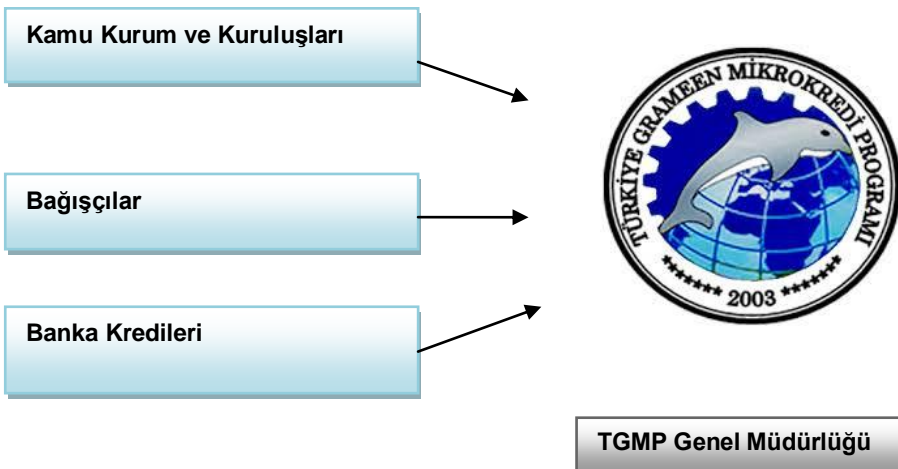 Kamu Kurum ve Kuruluşları
TÜRKİYE GRAMEEN MİKROKREDİ PROGRAMI
******* 2003 *******
Bağışçılar
Banka Kredileri
TGMP Genel Müdürlüğü